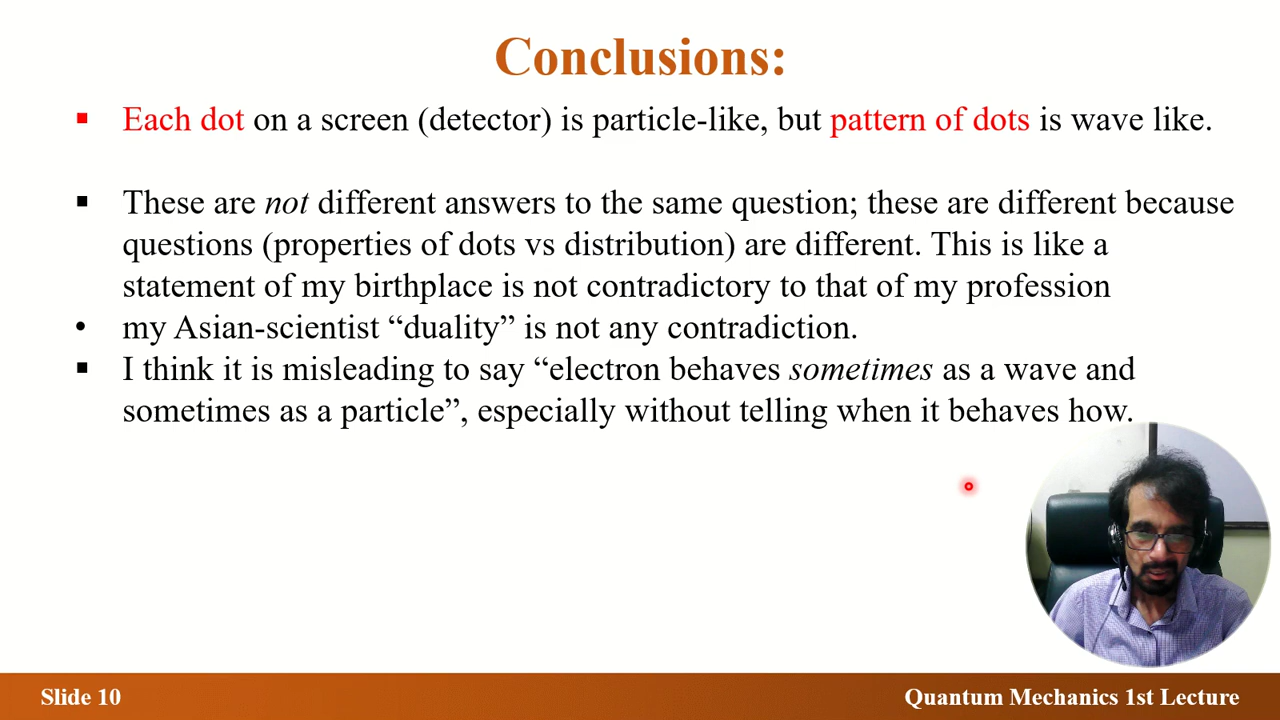 Conclusions:
▪ Each dot on a screen (detector) is particle-like, but pattern of dots is wave like.
▪ These are not different answers to the same question; these are different because
questions (properties of dots vs distribution) are different. This is like a
statement of my birthplace is not contradictory to that of my profession
• my Asian-scientist “duality” is not any contradiction.
▪ I think it is misleading to say “electron behaves sometimes as a wave and
sometimes as a particle”, especially without telling when it behaves how.
Slide 10
Quantum Mechanics 1st Lecture